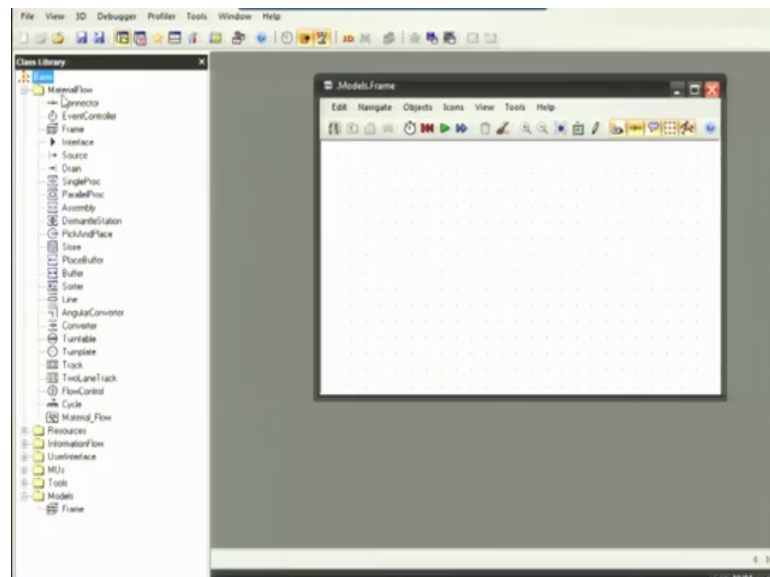 File View 3D Debugger Profiler Tools Window Help
Class Library
Basis
MaterialFlow
Connector
EventController
Frame
Interface
Source
Drain
SingleProc
ParallelProc
Assembly
DismantleStation
PickAndPlace
Store
PlaceBuffer
Buffer
Sorter
Line
AngularConverter
Converter
Turntable
Turnplate
Track
TwoLaneTrack
FlowControl
Cycle
Material_Flow
Resources
InformationFlow
UserInterface
MUs
Tools
Models
Frame
.Models.Frame
Edit Navigate Objects Icons View Tools Help